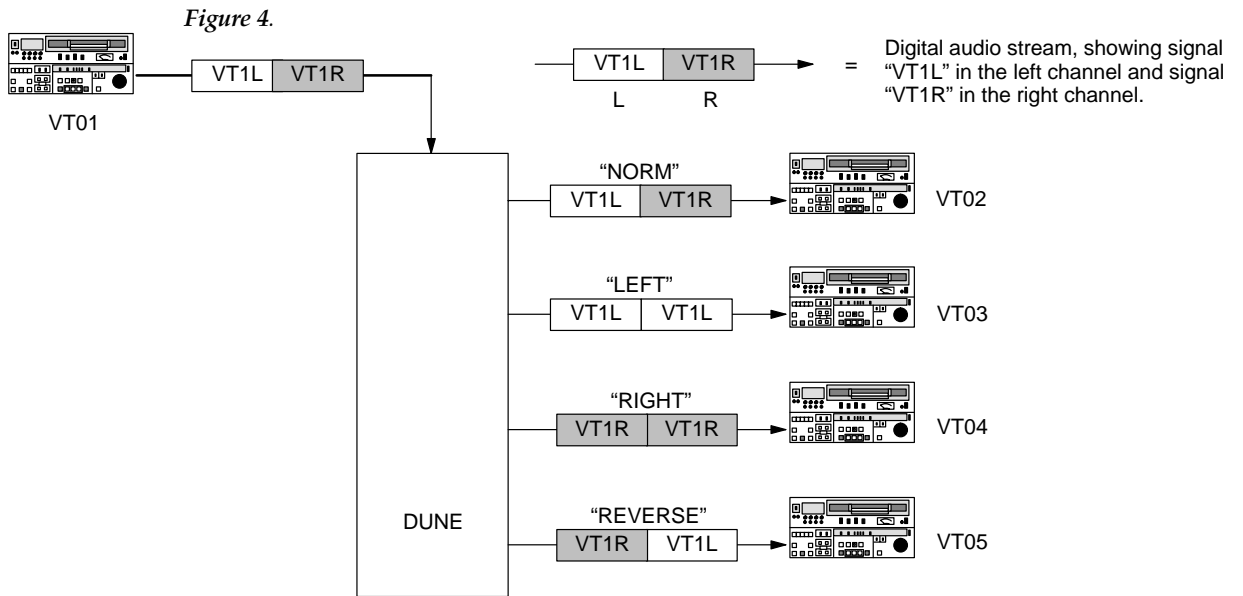 Figure 4.
VT1L VT1R
VT01
VT1L VT1R
L R
=
Digital audio stream, showing signal
“VT1L” in the left channel and signal
“VT1R” in the right channel.
“NORM”
VT1L VT1R
VT02
“LEFT”
VT1L VT1L
VT03
“RIGHT”
VT1R VT1R
VT04
DUNE
“REVERSE”
VT1R VT1L
VT05